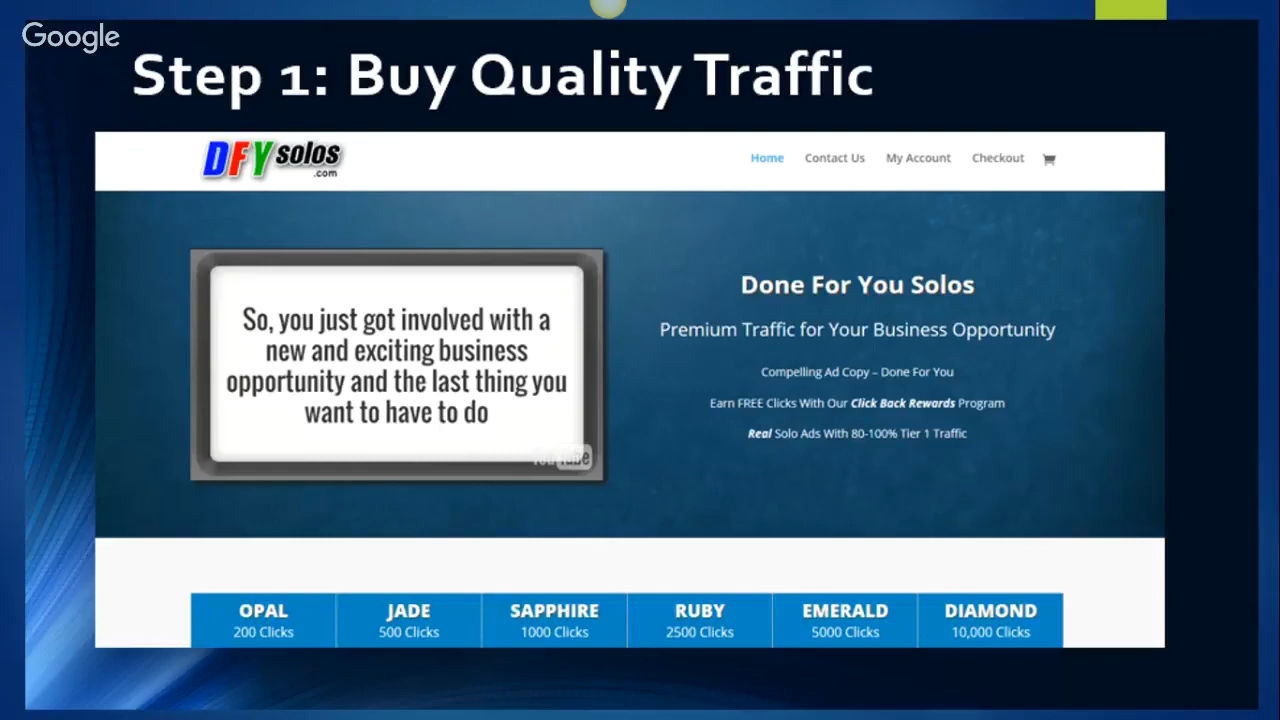 Google
Step 1: Buy Quality Traffic
DFY solos
.com
Home Contact Us My Account Checkout
So, you just got involved with a
new and exciting business
opportunity and the last thing you
want to have to do
YouTube
Done For You Solos
Premium Traffic for Your Business Opportunity
Compelling Ad Copy – Done For You
Earn FREE Clicks With Our Click Back Rewards Program
Real Solo Ads With 80-100% Tier 1 Traffic
OPAL JADE SAPPHIRE RUBY EMERALD DIAMOND
200 Clicks 500 Clicks 1000 Clicks 2500 Clicks 5000 Clicks 10,000 Clicks